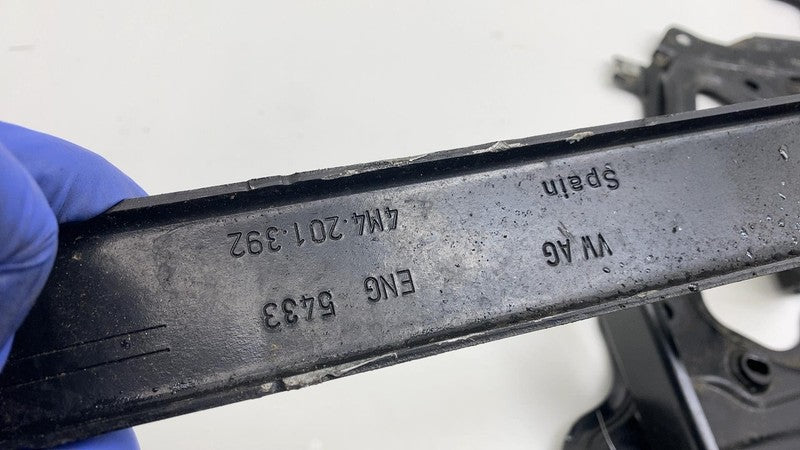 VW AG
Spain
ENG 5433
4M4.201.392